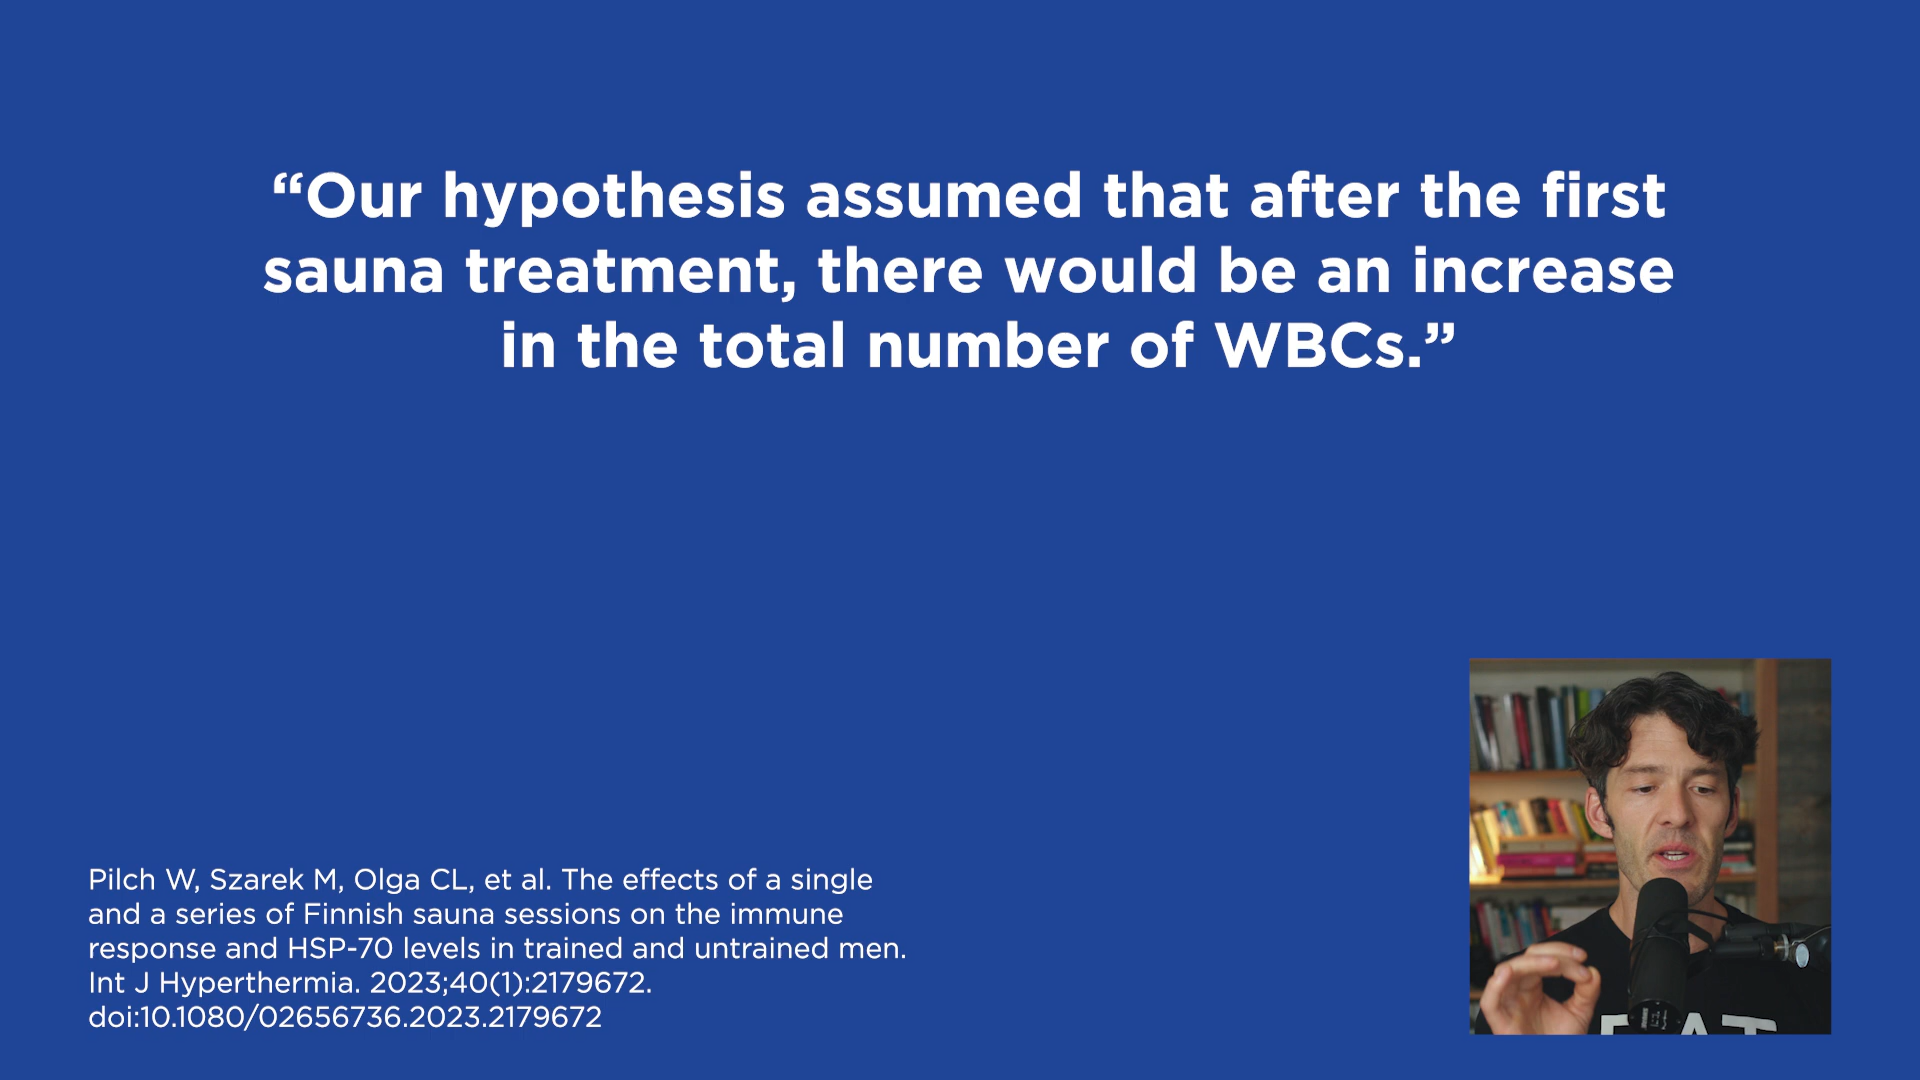 “Our hypothesis assumed that after the first
sauna treatment, there would be an increase
in the total number of WBCs.”
Pilch W, Szarek M, Olga CL, et al. The effects of a single
and a series of Finnish sauna sessions on the immune
response and HSP-70 levels in trained and untrained men.
Int J Hyperthermia. 2023;40(1):2179672.
doi:10.1080/02656736.2023.2179672